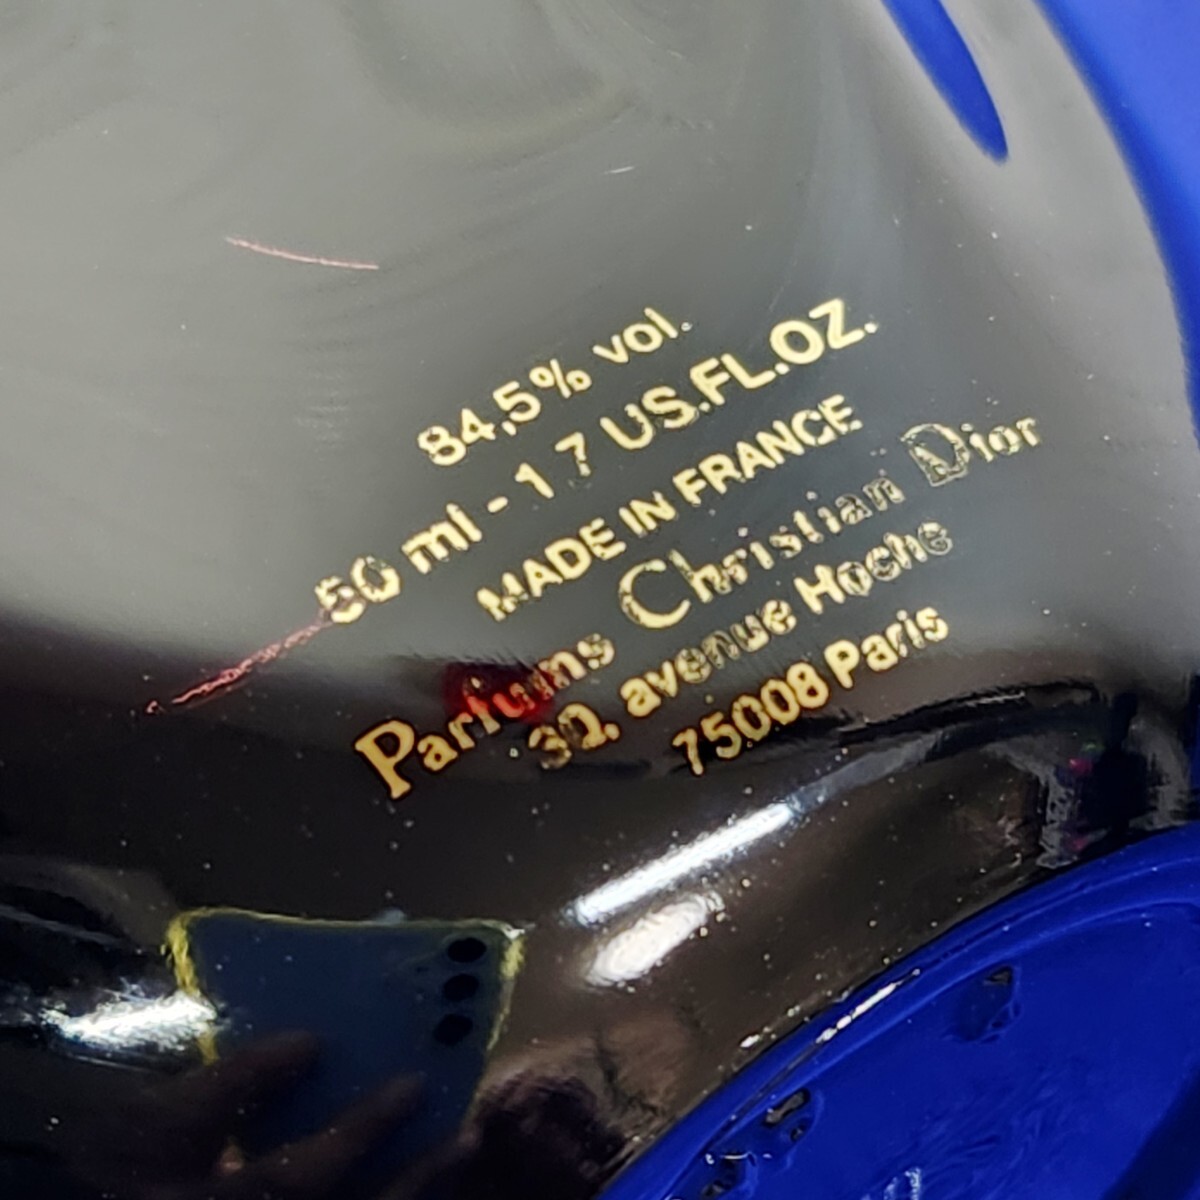 84,5% vol.
50 ml - 1 7 US.FL.OZ.
MADE IN FRANCE
Parfums Christian Dior
30, avenue Hoche
75008 Paris